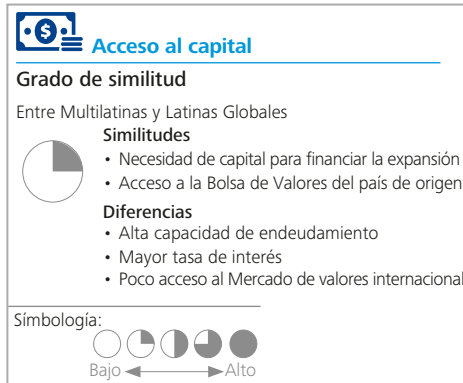 Acceso al capital
Grado de similitud
Entre Multilatinas y Latinas Globales
Similitudes
• Necesidad de capital para financiar la expansión
• Acceso a la Bolsa de Valores del país de origen
Diferencias
• Alta capacidad de endeudamiento
• Mayor tasa de interés
• Poco acceso al Mercado de valores internacional
Símbología:
Bajo Alto